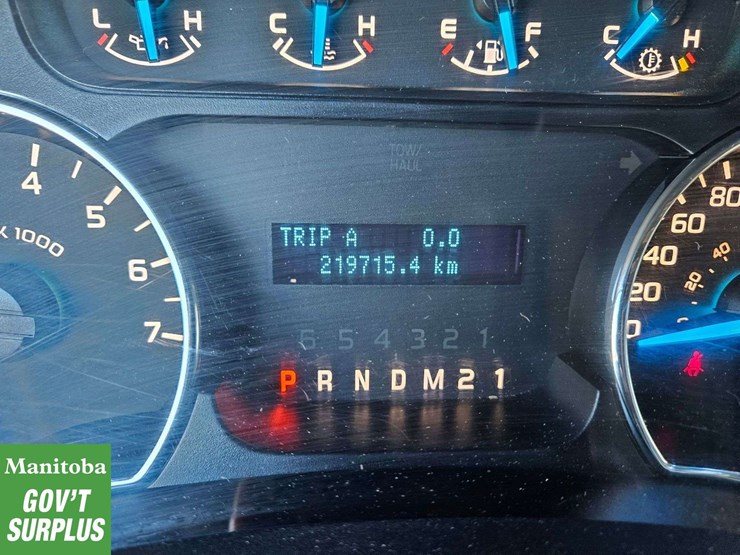 L H C H E F C H
TOW/
HAUL
4
5
6
7
X 1000
TRIP A 0.0
219715.4 km
6 5 4 3 2 1
P R N D M 2 1
80
60
40
20
0
40
20
Manitoba
GOV'T
SURPLUS